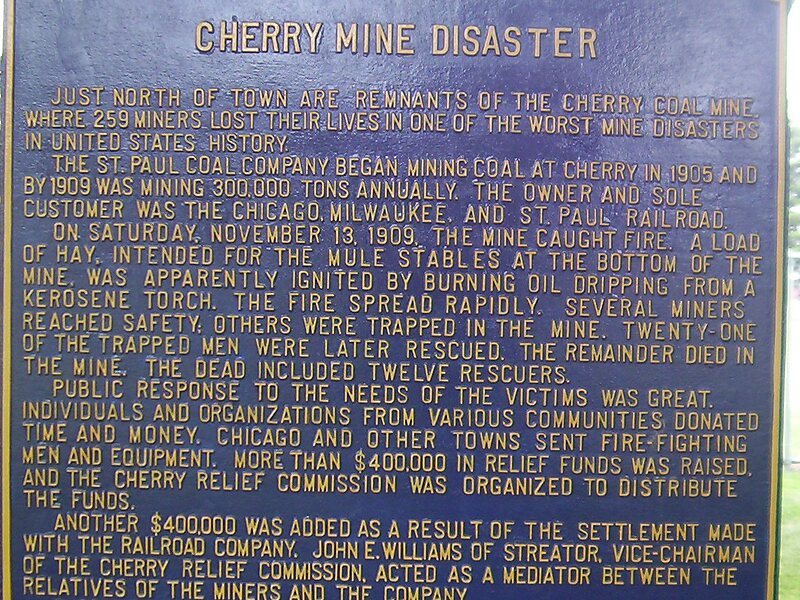 CHERRY MINE DISASTER
JUST NORTH OF TOWN ARE REMNANTS OF THE CHERRY COAL MINE,
WHERE 259 MINERS LOST THEIR LIVES IN ONE OF THE WORST MINE DISASTERS
IN UNITED STATES HISTORY.
THE ST. PAUL COAL COMPANY BEGAN MINING COAL AT CHERRY IN 1905 AND
BY 1909 WAS MINING 300,000 TONS ANNUALLY. THE OWNER AND SOLE
CUSTOMER WAS THE CHICAGO, MILWAUKEE, AND ST. PAUL RAILROAD.
ON SATURDAY, NOVEMBER 13, 1909, THE MINE CAUGHT FIRE. A LOAD
OF HAY, INTENDED FOR THE MULE STABLES AT THE BOTTOM OF THE
MINE, WAS APPARENTLY IGNITED BY BURNING OIL DRIPPING FROM A
KEROSENE TORCH. THE FIRE SPREAD RAPIDLY. SEVERAL MINERS
REACHED SAFETY; OTHERS WERE TRAPPED IN THE MINE. TWENTY-ONE
OF THE TRAPPED MEN WERE LATER RESCUED. THE REMAINDER DIED IN
THE MINE. THE DEAD INCLUDED TWELVE RESCUERS.
PUBLIC RESPONSE TO THE NEEDS OF THE VICTIMS WAS GREAT.
INDIVIDUALS AND ORGANIZATIONS FROM VARIOUS COMMUNITIES DONATED
TIME AND MONEY. CHICAGO AND OTHER TOWNS SENT FIRE-FIGHTING
MEN AND EQUIPMENT. MORE THAN $400,000 IN RELIEF FUNDS WAS RAISED,
AND THE CHERRY RELIEF COMMISSION WAS ORGANIZED TO DISTRIBUTE
THE FUNDS.
ANOTHER $400,000 WAS ADDED AS A RESULT OF THE SETTLEMENT MADE
WITH THE RAILROAD COMPANY. JOHN E. WILLIAMS OF STREATOR, VICE-CHAIRMAN
OF THE CHERRY RELIEF COMMISSION, ACTED AS A MEDIATOR BETWEEN THE
RELATIVES OF THE MINERS AND THE COMPANY.